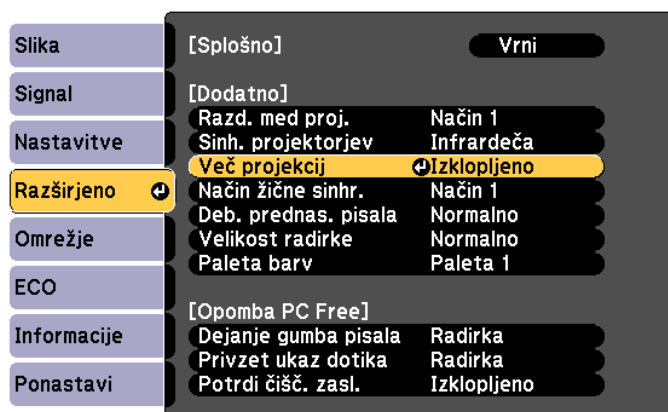 Slika
Signal
Nastavitve
Razširjeno
Omrežje
ECO
Informacije
Ponastavi
[Splošno] Vrni
[Dodatno]
Razd. med proj. Način 1
Sinh. projektorjev Infrardeča
Več projekcij Izklopljeno
Način žične sinhr. Način 1
Deb. prednas. pisala Normalno
Velikost radirke Normalno
Paleta barv Paleta 1
[Opomba PC Free]
Dejanje gumba pisala Radirka
Privzet ukaz dotika Radirka
Potrdi čišč. zasl. Izklopljeno